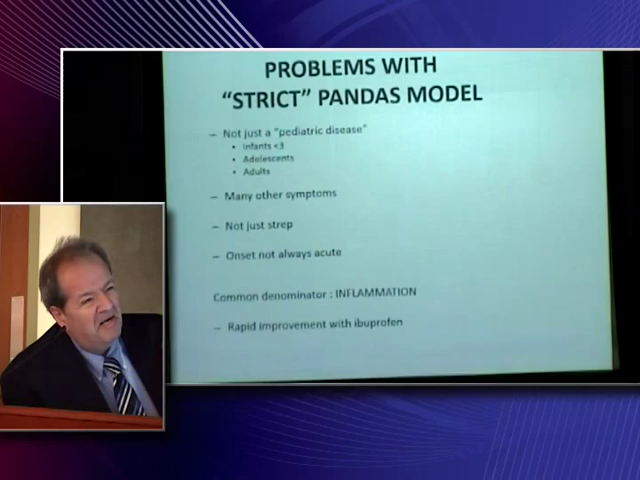 PROBLEMS WITH
“STRICT” PANDAS MODEL
– Not just a “pediatric disease”
• Infants <3
• Adolescents
• Adults
– Many other symptoms
– Not just strep
– Onset not always acute
Common denominator : INFLAMMATION
– Rapid improvement with ibuprofen